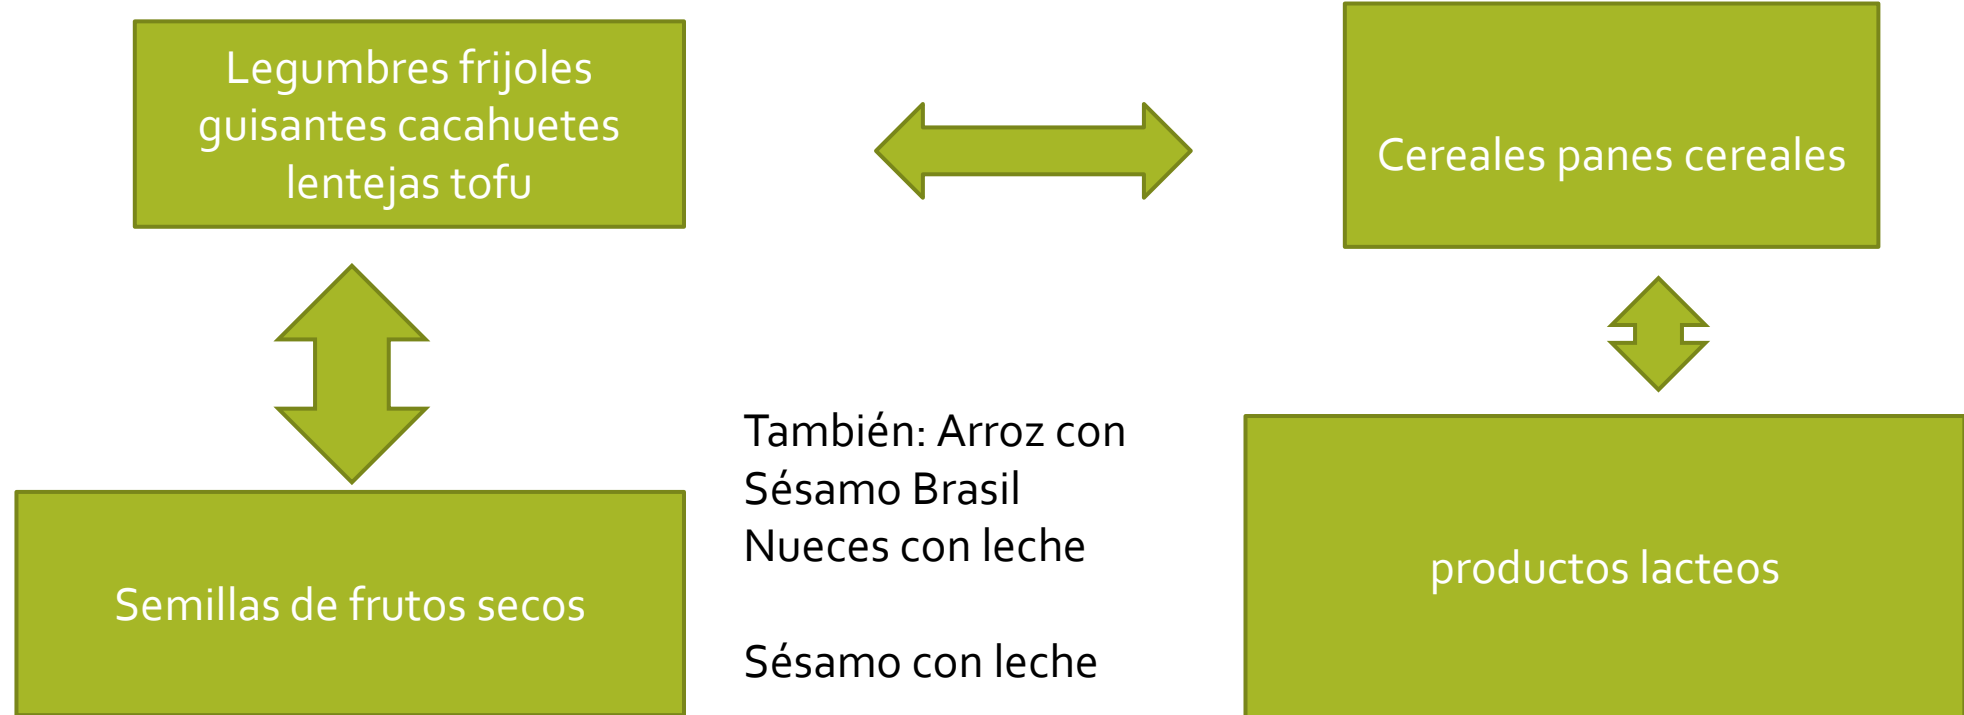 Legumbres frijoles
guisantes cacahuetes
lentejas tofu
Cereales panes cereales
También: Arroz con
Sésamo Brasil
Nueces con leche
Sésamo con leche
Semillas de frutos secos
productos lacteos